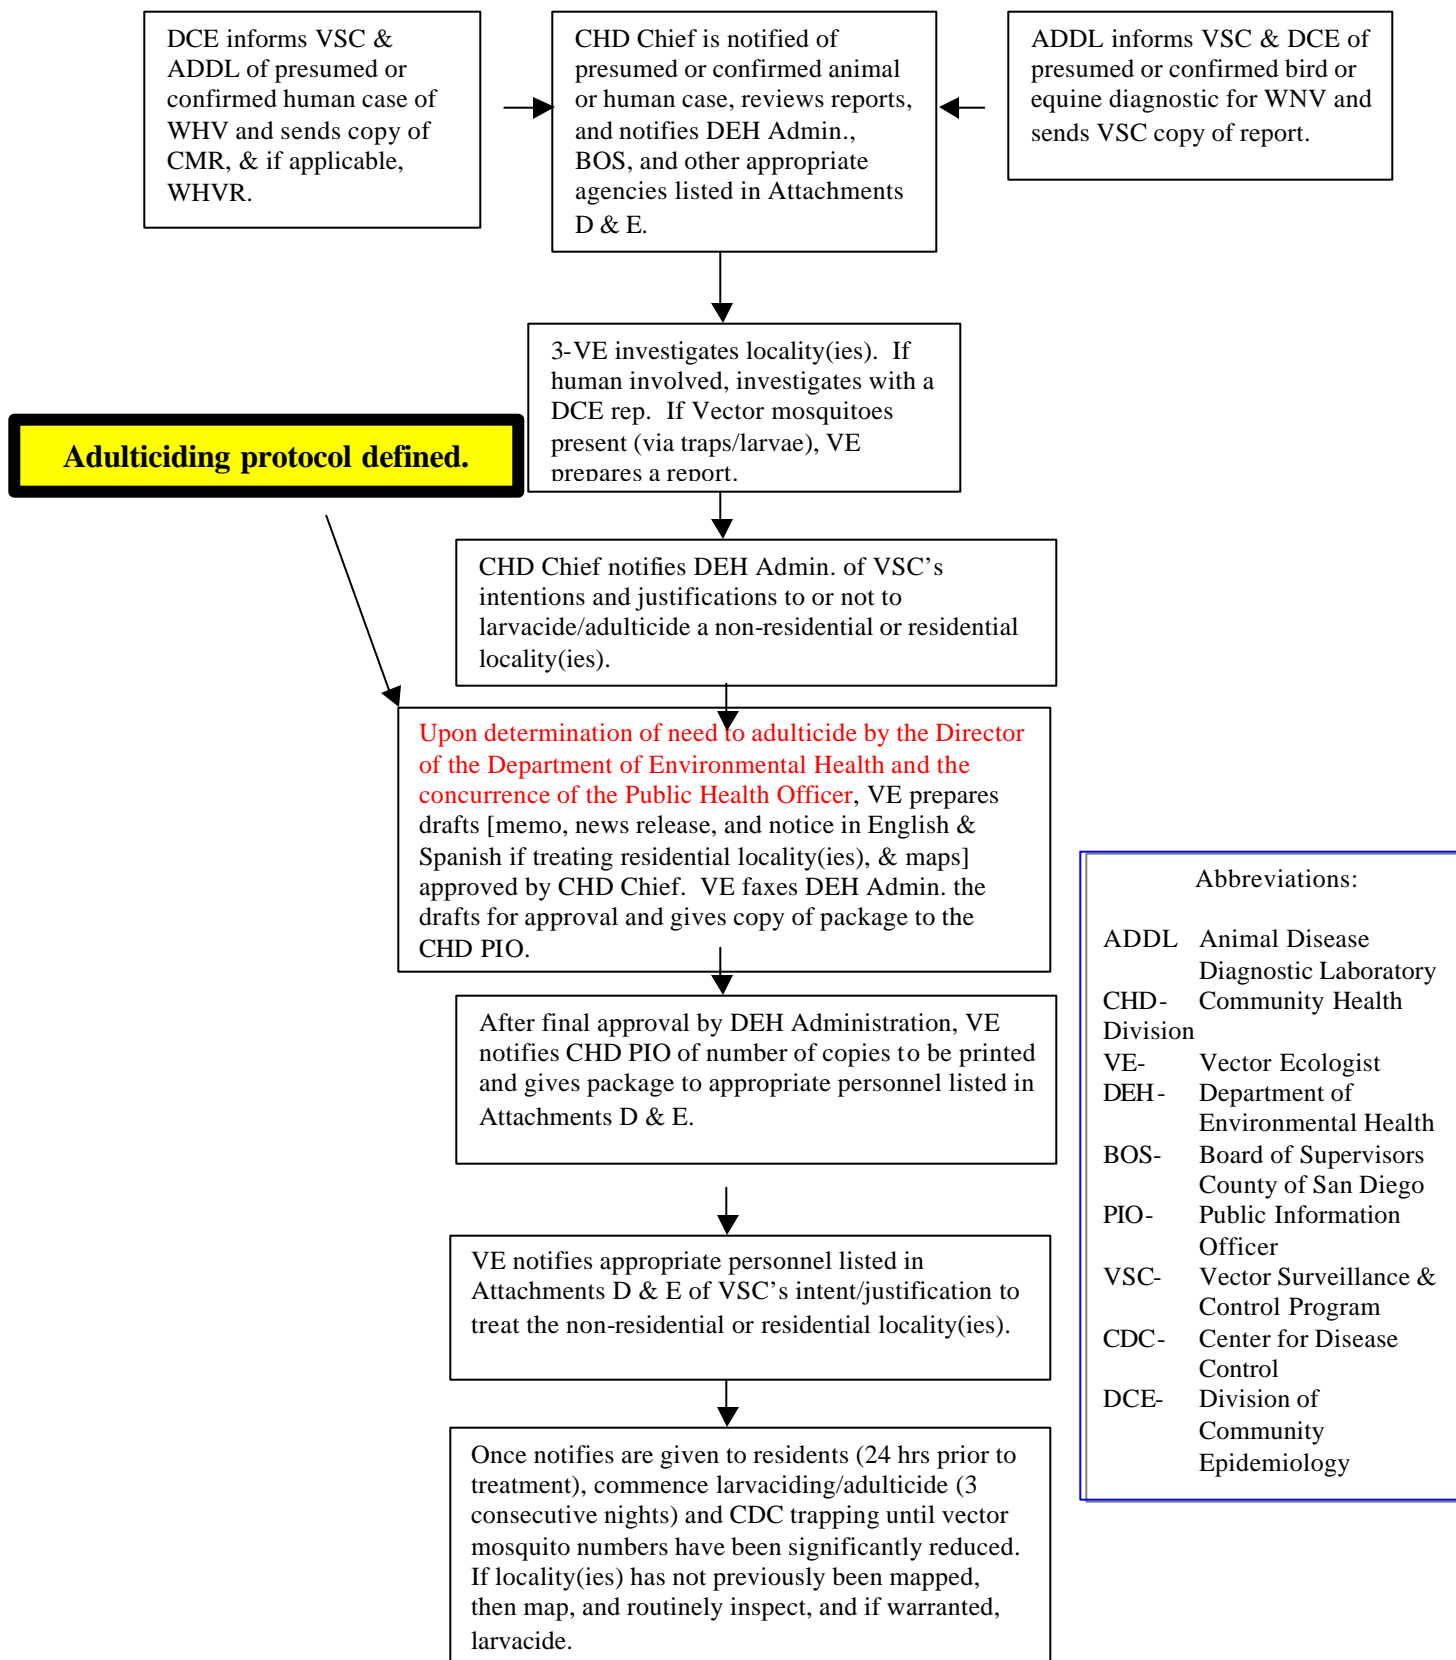 DCE informs VSC &
ADDL of presumed or
confirmed human case of
WHV and sends copy of
CMR, & if applicable,
WHVR.
CHD Chief is notified of
presumed or confirmed animal
or human case, reviews reports,
and notifies DEH Admin.,
BOS, and other appropriate
agencies listed in Attachments
D & E.
ADDL informs VSC & DCE of
presumed or confirmed bird or
equine diagnostic for WNV and
sends VSC copy of report.
3-VE investigates locality(ies). If
human involved, investigates with a
DCE rep. If Vector mosquitoes
present (via traps/larvae), VE
prepares a report.
Adulticiding protocol defined.
CHD Chief notifies DEH Admin. of VSC’s
intentions and justifications to or not to
larvacide/adulticide a non-residential or residential
locality(ies).
Upon determination of need to adulticide by the Director
of the Department of Environmental Health and the
concurrence of the Public Health Officer, VE prepares
drafts [memo, news release, and notice in English &
Spanish if treating residential locality(ies), & maps]
approved by CHD Chief. VE faxes DEH Admin. the
drafts for approval and gives copy of package to the
CHD PIO.
After final approval by DEH Administration, VE
notifies CHD PIO of number of copies to be printed
and gives package to appropriate personnel listed in
Attachments D & E.
VE notifies appropriate personnel listed in
Attachments D & E of VSC’s intent/justification to
treat the non-residential or residential locality(ies).
Once notifies are given to residents (24 hrs prior to
treatment), commence larvaciding/adulticide (3
consecutive nights) and CDC trapping until vector
mosquito numbers have been significantly reduced.
If locality(ies) has not previously been mapped,
then map, and routinely inspect, and if warranted,
larvacide.
Abbreviations:
ADDL Animal Disease
Diagnostic Laboratory
CHD- Community Health
Division
VE- Vector Ecologist
DEH- Department of
Environmental Health
BOS- Board of Supervisors
County of San Diego
PIO- Public Information
Officer
VSC- Vector Surveillance &
Control Program
CDC- Center for Disease
Control
DCE- Division of
Community
Epidemiology